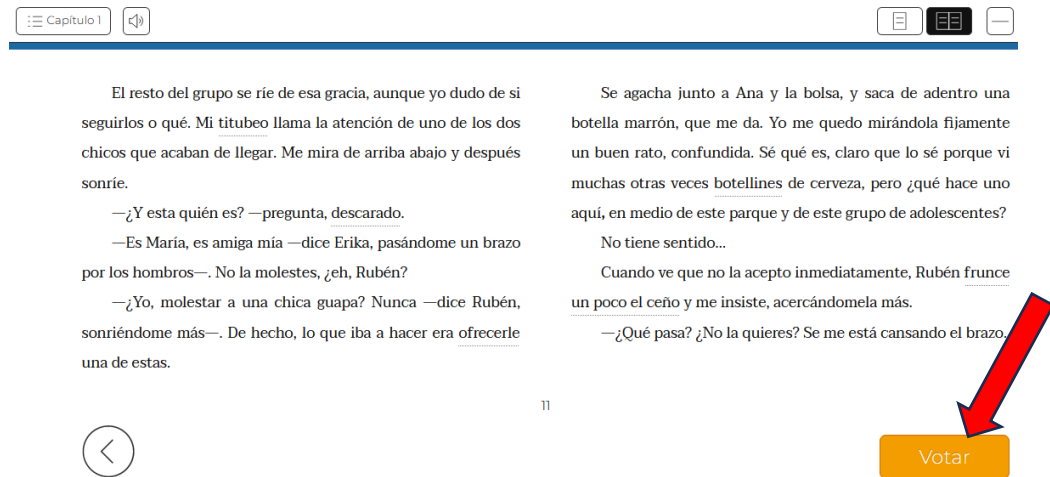 Capítulo 1
El resto del grupo se ríe de esa gracia, aunque yo dudo de si
seguirlos o qué. Mi titubeo llama la atención de uno de los dos
chicos que acaban de llegar. Me mira de arriba abajo y después
sonríe.
—¿Y esta quién es? —pregunta, descarado.
—Es María, es amiga mía —dice Erika, pasándome un brazo
por los hombros—. No la molestes, ¿eh, Rubén?
—¿Yo, molestar a una chica guapa? Nunca —dice Rubén,
sonriéndome más—. De hecho, lo que iba a hacer era ofrecerle
una de estas.
Se agacha junto a Ana y la bolsa, y saca de adentro una
botella marrón, que me da. Yo me quedo mirándola fijamente
un buen rato, confundida. Sé qué es, claro que lo sé porque vi
muchas otras veces botellines de cerveza, pero ¿qué hace uno
aquí, en medio de este parque y de este grupo de adolescentes?
No tiene sentido...
Cuando ve que no la acepto inmediatamente, Rubén frunce
un poco el ceño y me insiste, acercándomela más.
—¿Qué pasa? ¿No la quieres? Se me está cansando el brazo.
11
Votar